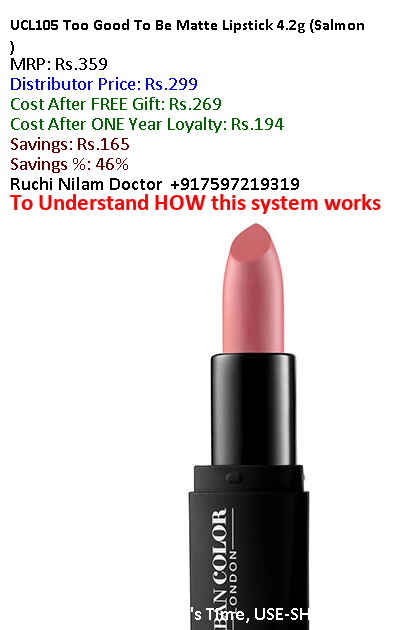 UCL105 Too Good To Be Matte Lipstick 4.2g (Salmon
)
MRP: Rs.359
Distributor Price: Rs.299
Cost After FREE Gift: Rs.269
Cost After ONE Year Loyalty: Rs.194
Savings: Rs.165
Savings %: 46%
Ruchi Nilam Doctor +917597219319
To Understand HOW this system works
BAN COLOR
LONDON
's Time, USE-SH